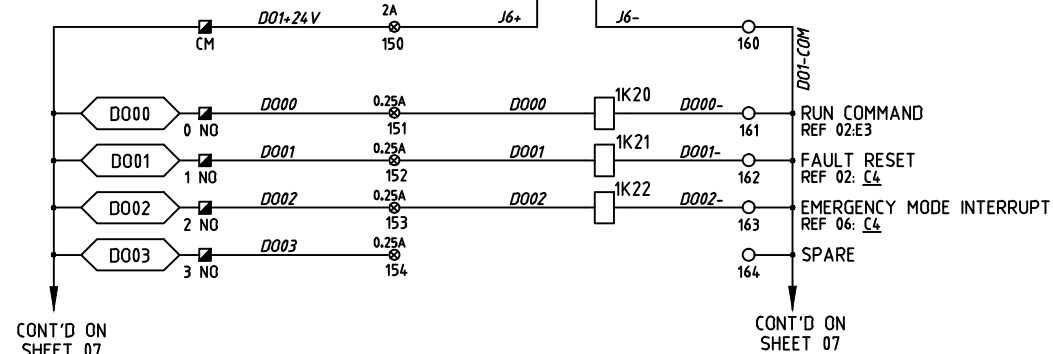 DO1+24V 2A J6+ J6-
CM 150 160
DO1-COM
DO00 0 NO DO00 0.25A 151 DO00 1K20 DO00- 161 RUN COMMAND
REF 02:E3
DO01 1 NO DO01 0.25A 152 DO01 1K21 DO01- 162 FAULT RESET
REF 02: C4
DO02 2 NO DO02 0.25A 153 DO02 1K22 DO02- 163 EMERGENCY MODE INTERRUPT
REF 06: C4
DO03 3 NO DO03 0.25A 154 164 SPARE
CONT'D ON
SHEET 07
CONT'D ON
SHEET 07